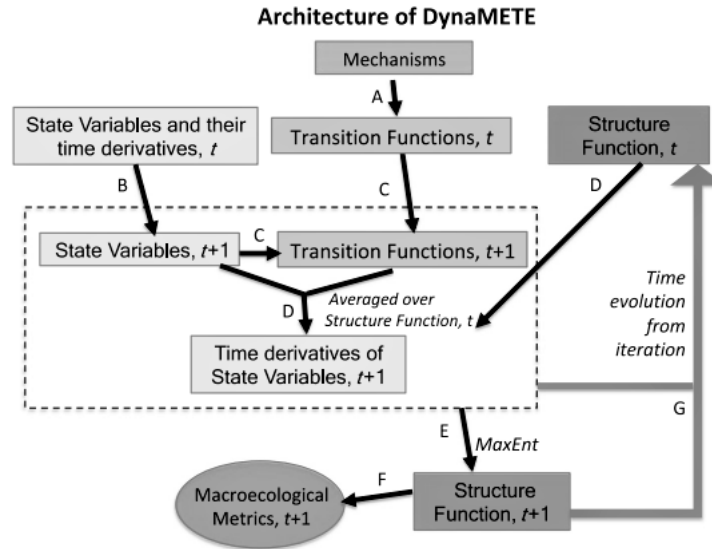 Architecture of DynaMETE
Mechanisms
A
State Variables and their
time derivatives, t
Transition Functions, t
Structure
Function, t
B
C
D
State Variables, t+1
C
Transition Functions, t+1
D
Averaged over
Structure Function, t
Time
evolution
from
iteration
Time derivatives of
State Variables, t+1
G
E
MaxEnt
F
Macroecological
Metrics, t+1
Structure
Function, t+1